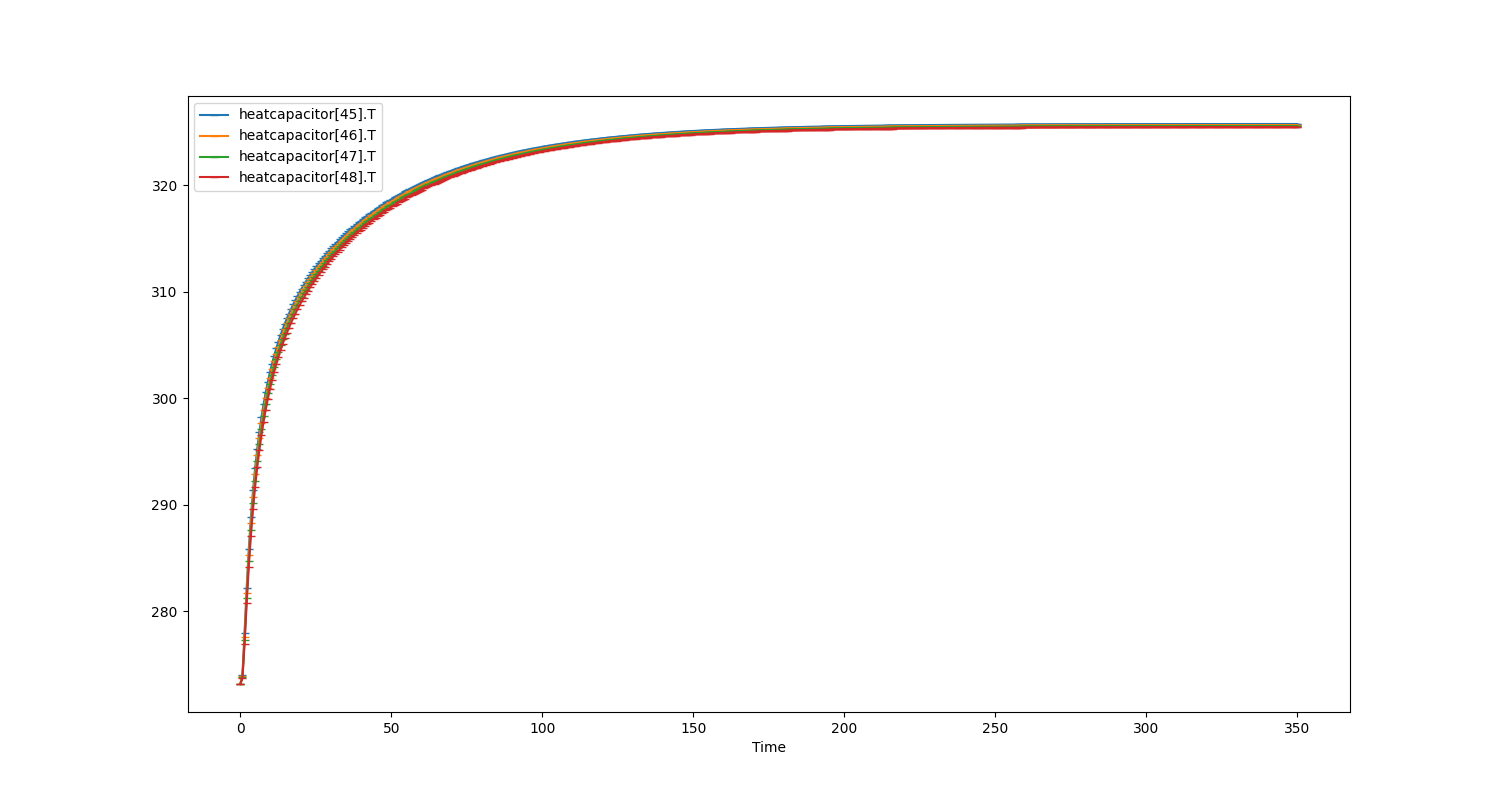 heatcapacitor[45].T
heatcapacitor[46].T
heatcapacitor[47].T
heatcapacitor[48].T
320
310
300
290
280
0 50 100 150 200 250 300 350
Time